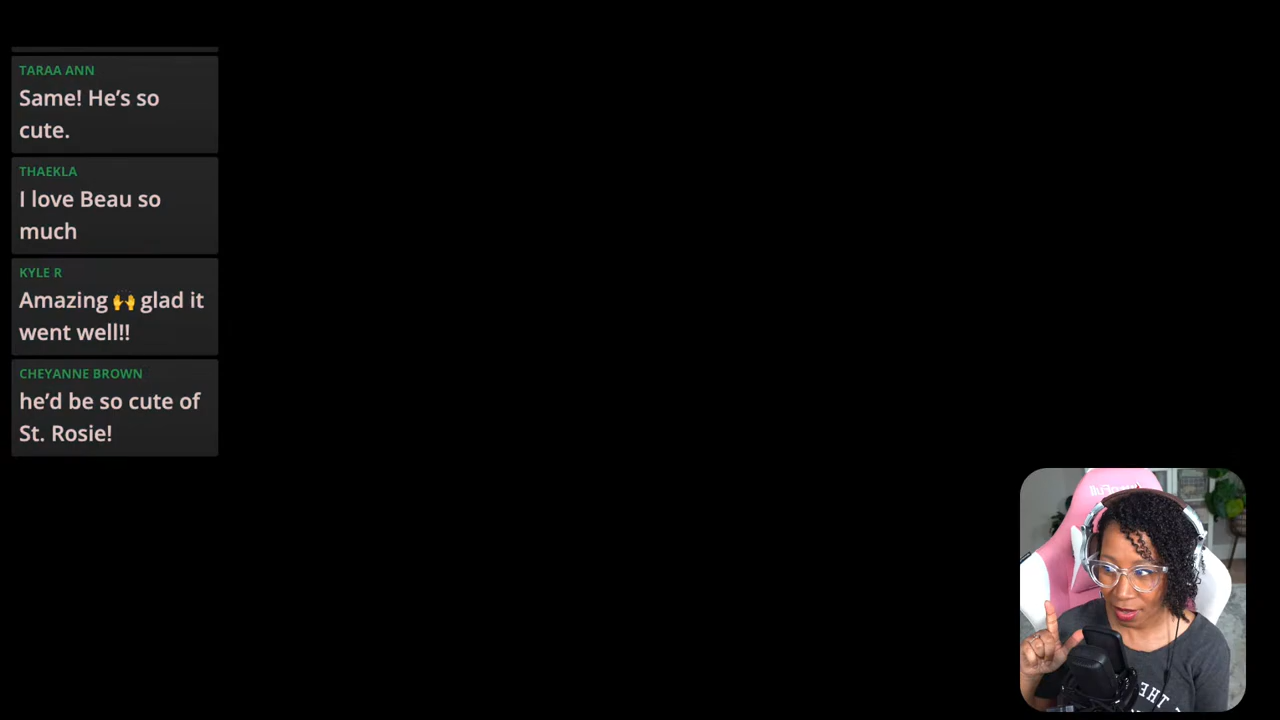 TARAA ANN
Same! He's so
cute.
THAEKLA
I love Beau so
much
KYLE R
Amazing 🙌 glad it
went well!!
CHEYANNE BROWN
he'd be so cute of
St. Rosie!
THE